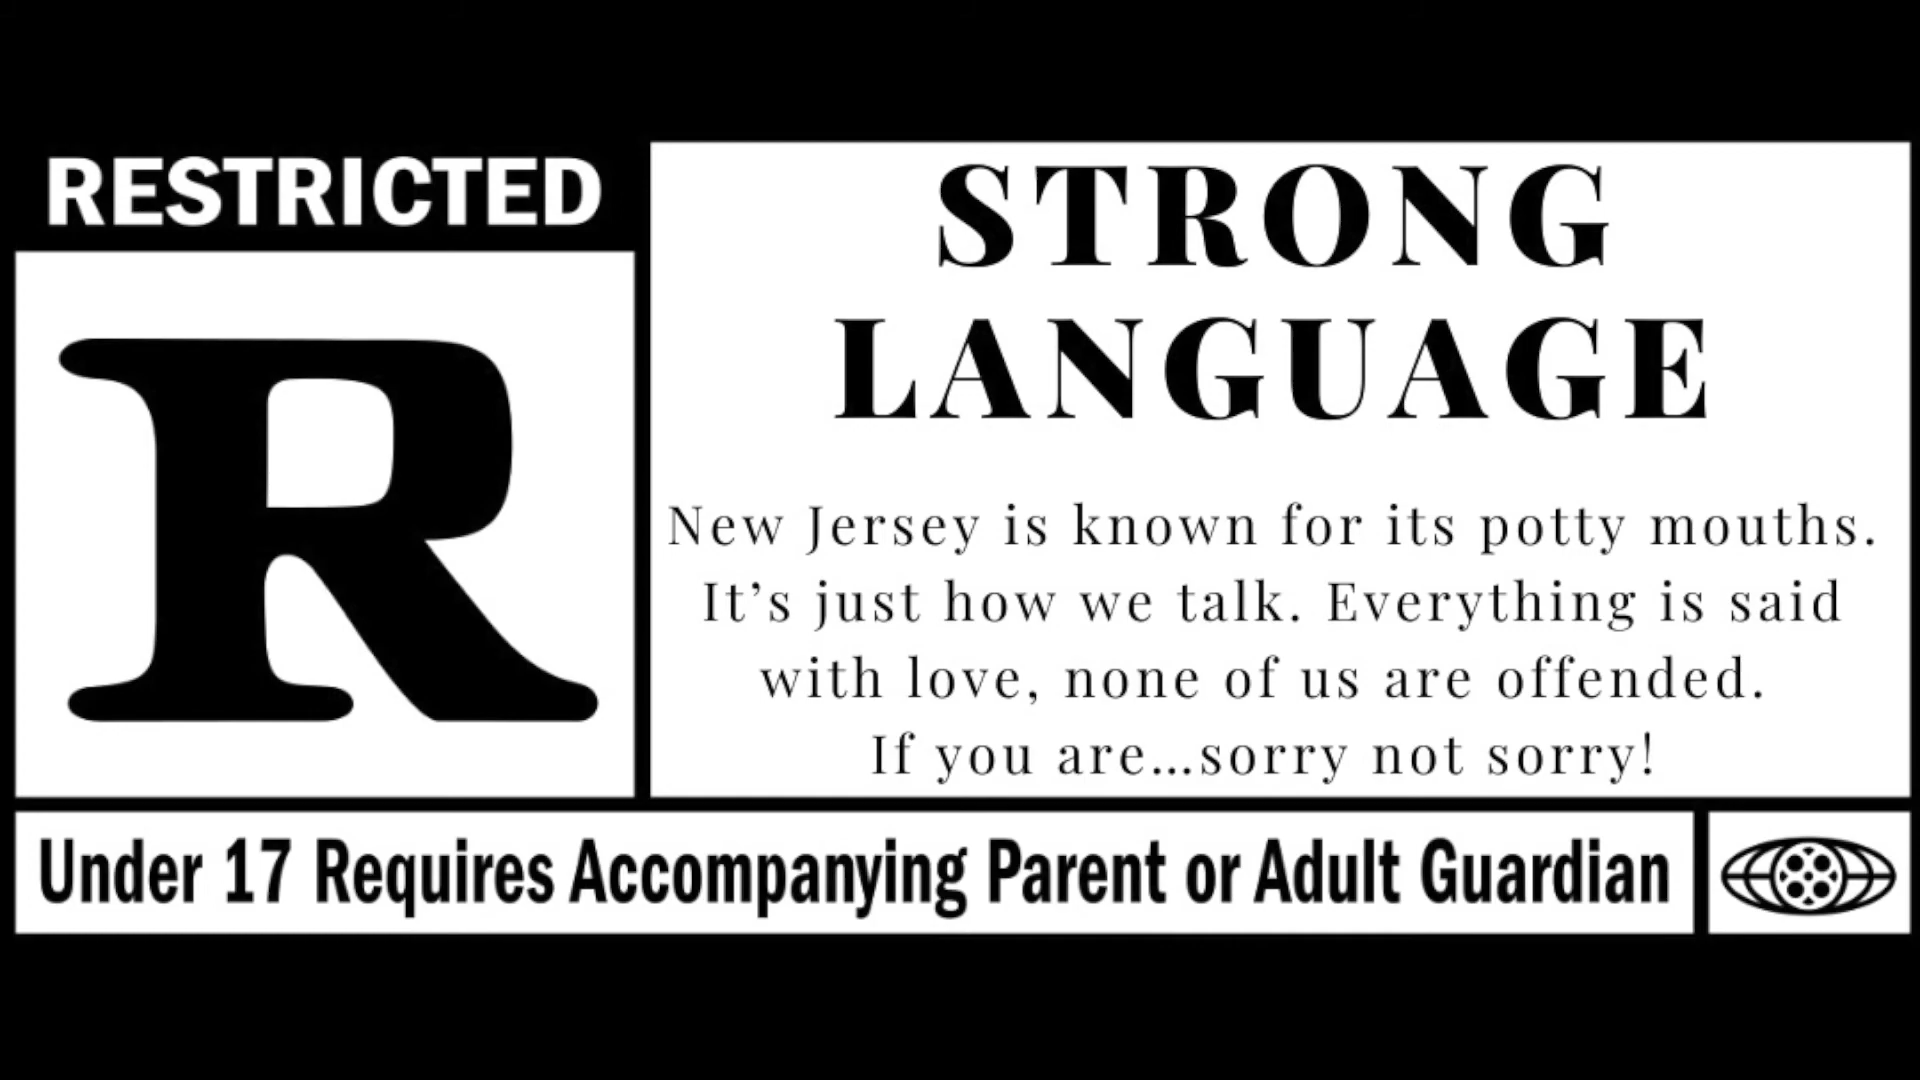 RESTRICTED
R
STRONG
LANGUAGE
New Jersey is known for its potty mouths.
It’s just how we talk. Everything is said
with love, none of us are offended.
If you are...sorry not sorry!
Under 17 Requires Accompanying Parent or Adult Guardian